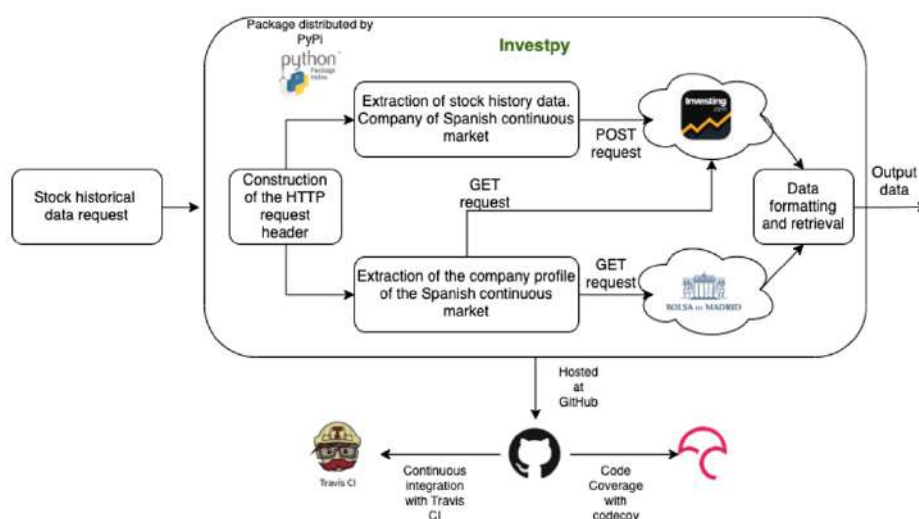 Package distributed by
PyPi
python
Package
Index
Investpy
Extraction of stock history data.
Company of Spanish continuous
market
POST
request
Investing
.com
Stock historical
data request
Construction
of the HTTP
request
header
GET
request
Data
formatting
and retrieval
Output
data
Extraction of the company profile
of the Spanish continuous
market
GET
request
BOLSA DE MADRID
Hosted
at
GitHub
Travis CI
Continuous
integration
with Travis
CI
Code
Coverage
with
codecov